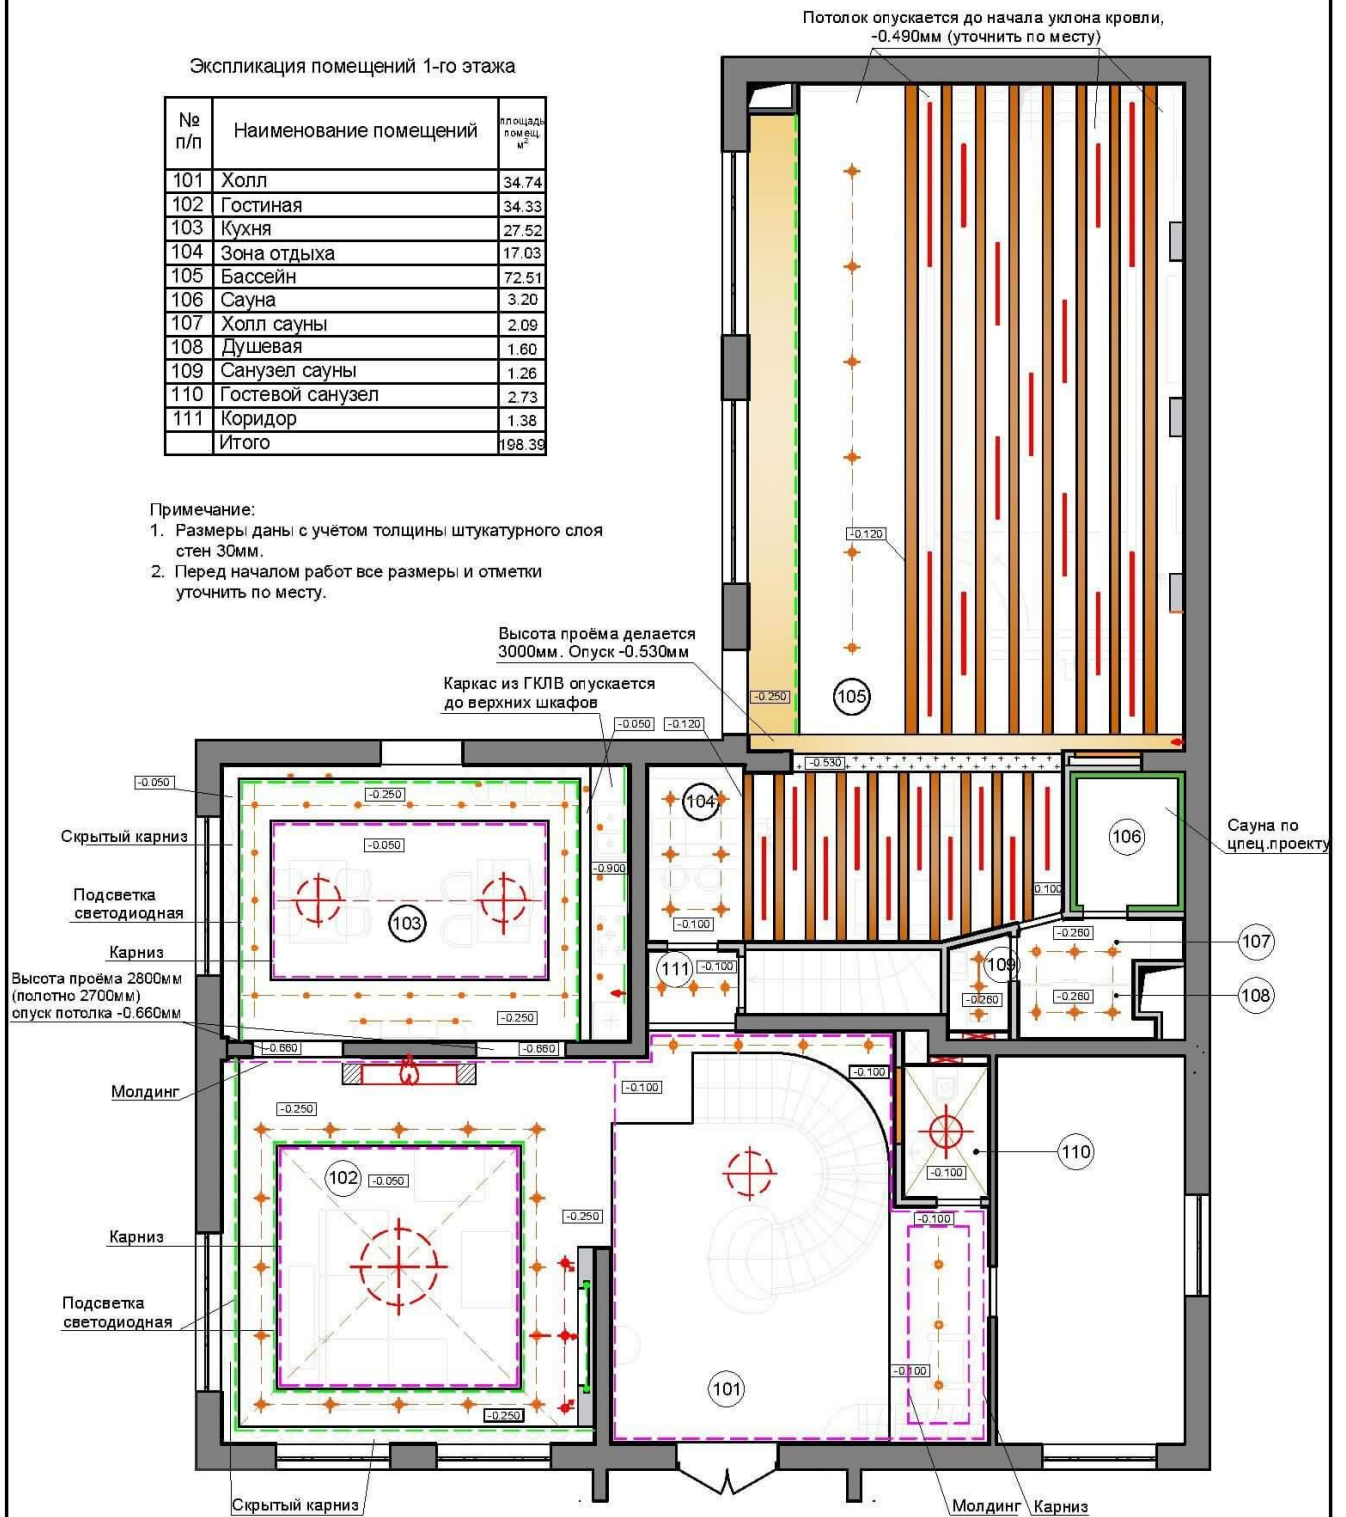 Потолок опускается до начала уклона кровли,
-0.490мм (уточнить по месту)
Экспликация помещений 1-го этажа
№ п/п Наименование помещений площадь помещ. м²
101 Холл 34.74
102 Гостиная 34.33
103 Кухня 27.52
104 Зона отдыха 17.03
105 Бассейн 72.51
106 Сауна 3.20
107 Холл сауны 2.09
108 Душевая 1.60
109 Санузел сауны 1.26
110 Гостевой санузел 2.73
111 Коридор 1.38
Итого 198.39
Примечание:
1. Размеры даны с учётом толщины штукатурного слоя
стен 30мм.
2. Перед началом работ все размеры и отметки
уточнить по месту.
-0.120
Высота проёма делается
3000мм. Опуск -0.530мм
Каркас из ГКЛВ опускается
до верхних шкафов
-0.250
105
-0.050
-0.120
-0.530
-0.050
-0.250
104
Скрытый карниз
-0.050
106
Сауна по
цпец.проекту
-0.900
Подсветка
светодиодная
0.100
103
-0.100
-0.260
107
Карниз
111
-0.100
109
Высота проёма 2800мм
(полотно 2700мм)
опуск потолка -0.660мм
-0.260
-0.260
108
-0.250
-0.660
-0.660
Молдинг
-0.100
-0.100
-0.250
110
-0.100
102
-0.050
-0.250
-0.100
Карниз
Подсветка
светодиодная
-0.100
101
-0.250
Скрытый карниз
Молдинг
Карниз